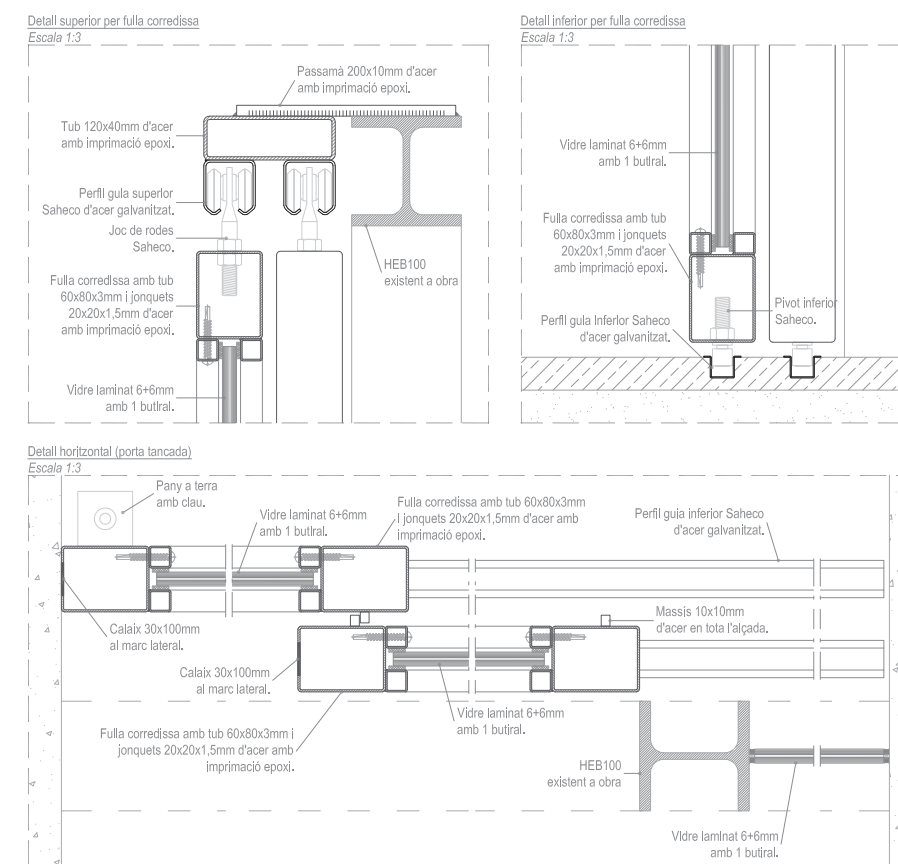 Detall superior per fulla corredissa
Escala 1:3
Passamà 200x10mm d'acer
amb imprimació epoxi.
Tub 120x40mm d'acer
amb imprimació epoxi.
Perfil guia superior
Saheco d'acer galvanitzat.
Joc de rodes
Saheco.
HEB100
existent a obra
Fulla corredissa amb tub
60x80x3mm i jonquets
20x20x1,5mm d'acer
amb imprimació epoxi.
Vidre laminat 6+6mm
amb 1 butiral.
Detall inferior per fulla corredissa
Escala 1:3
Vidre laminat 6+6mm
amb 1 butiral.
Fulla corredissa amb tub
60x80x3mm i jonquets
20x20x1,5mm d'acer
amb imprimació epoxi.
Pivot inferior
Saheco.
Perfil guia inferior Saheco
d'acer galvanitzat.
Detall horitzontal (porta tancada)
Escala 1:3
Pany a terra
amb clau.
Vidre laminat 6+6mm
amb 1 butiral.
Fulla corredissa amb tub 60x80x3mm
i jonquets 20x20x1,5mm d'acer amb
imprimació epoxi.
Perfil guia inferior Saheco
d'acer galvanitzat.
Calaix 30x100mm
al marc lateral.
Massis 10x10mm
d'acer en tota l'alçada.
Calaix 30x100mm
al marc lateral.
Vidre laminat 6+6mm
amb 1 butiral.
Fulla corredissa amb tub 60x80x3mm i
jonquets 20x20x1,5mm d'acer amb
imprimació epoxi.
HEB100
existent a obra
Vidre laminat 6+6mm
amb 1 butiral.